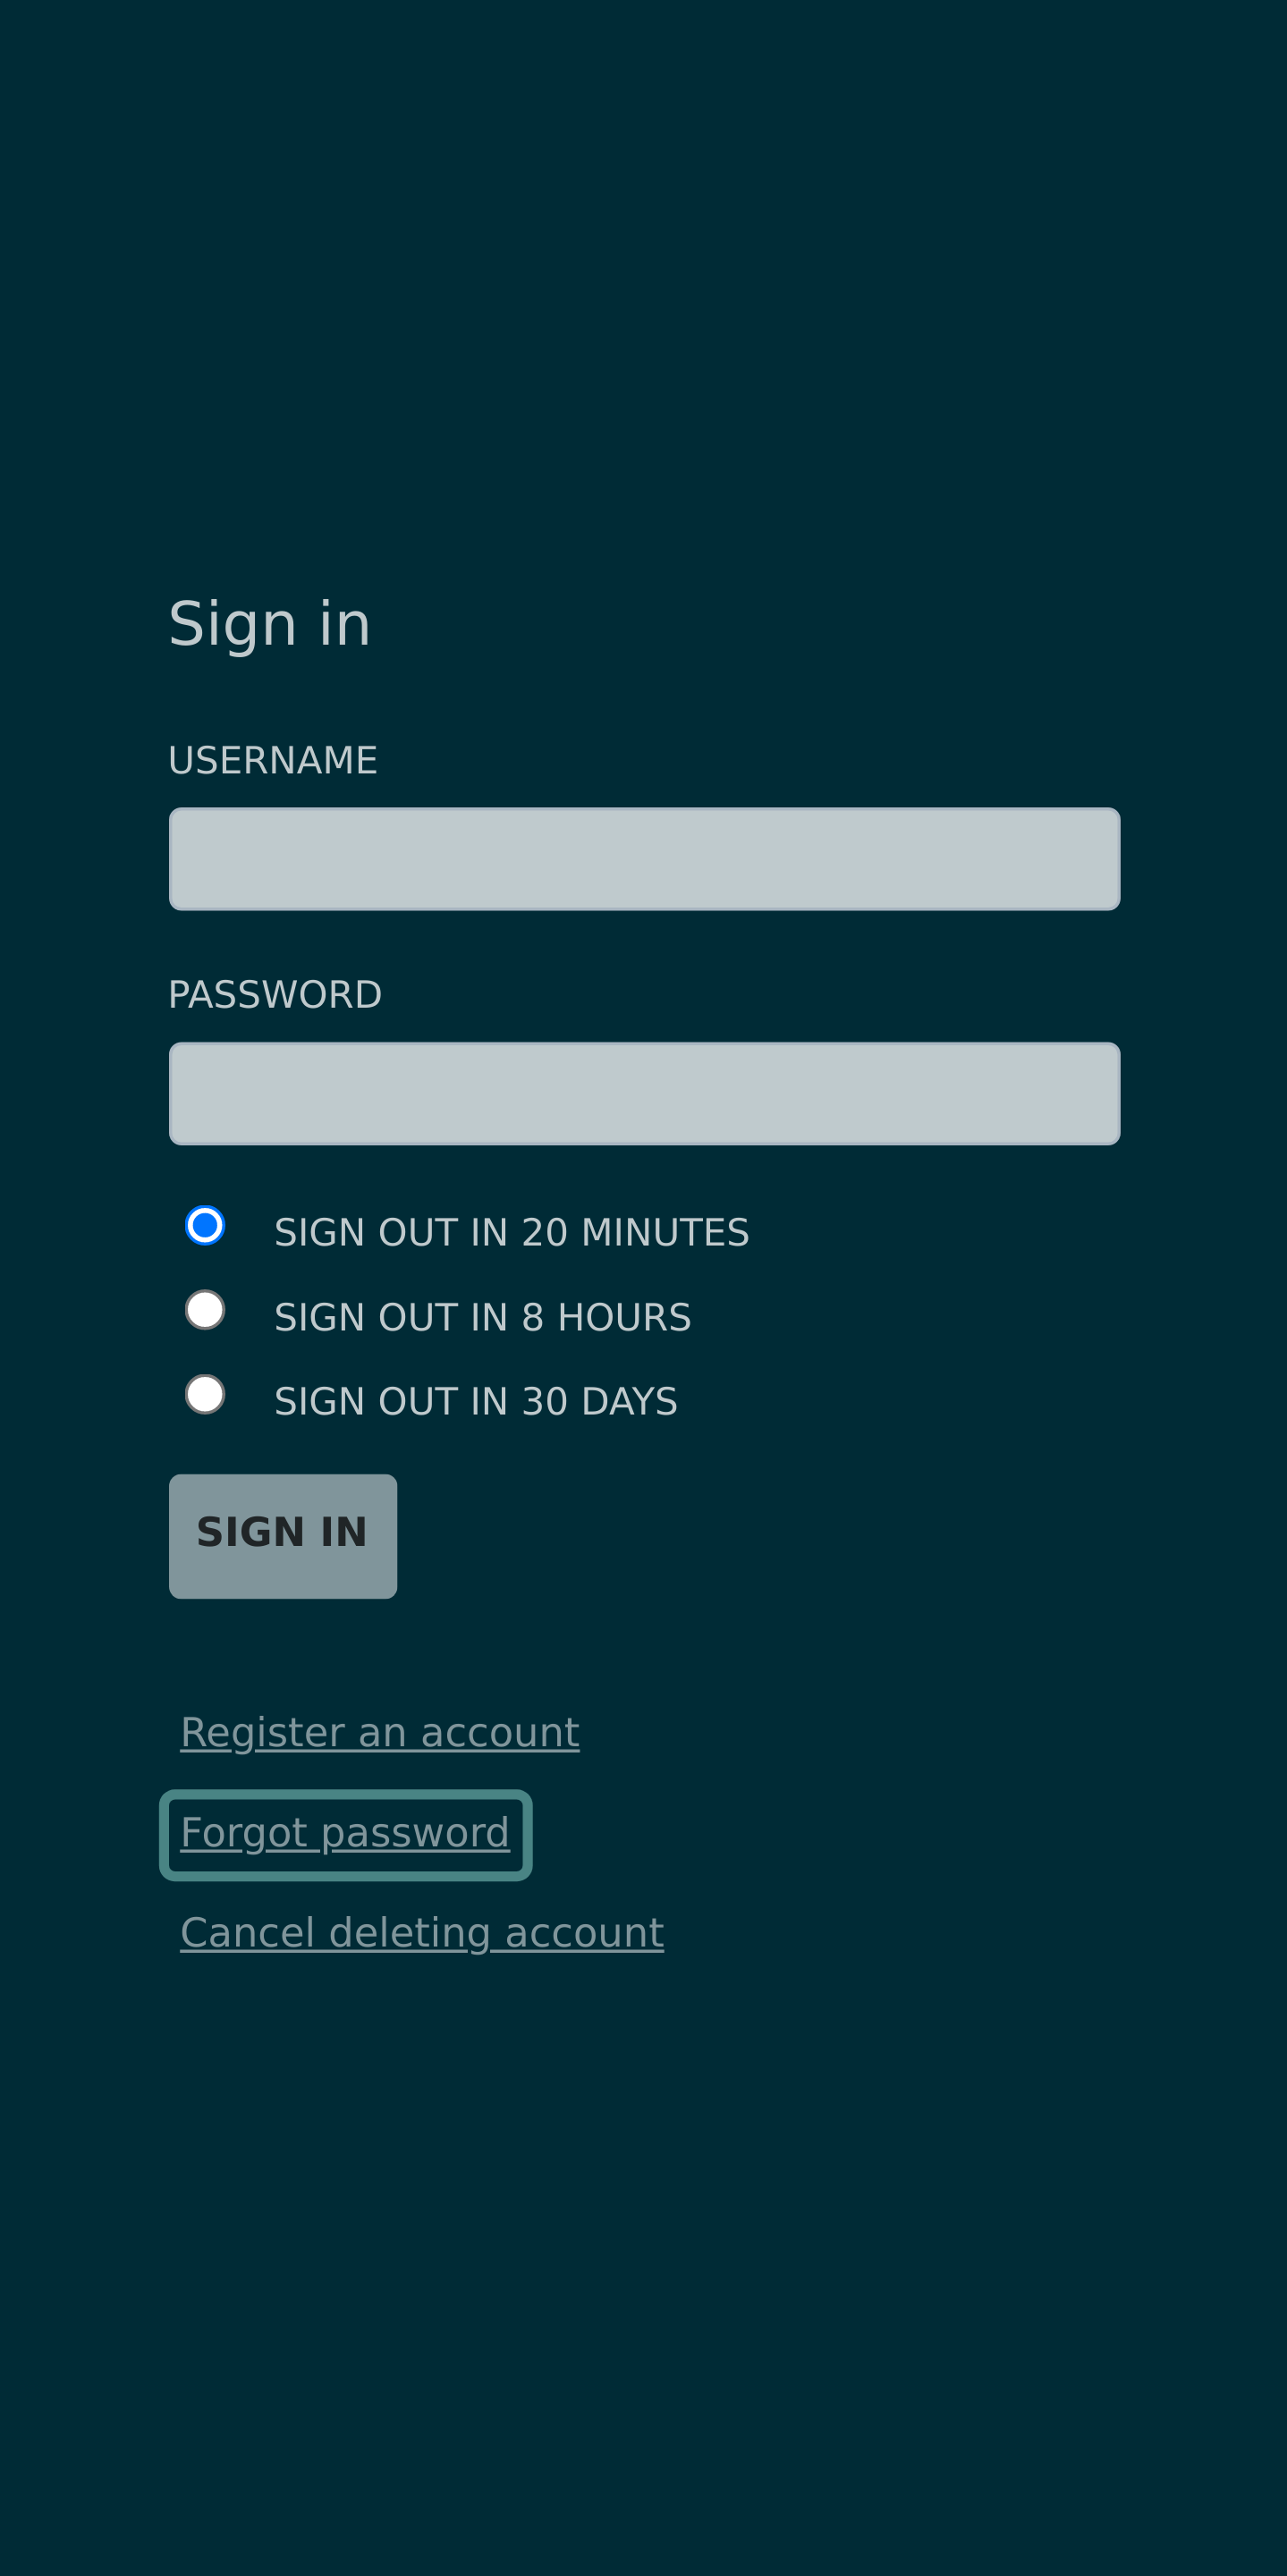 Sign in
USERNAME
PASSWORD
SIGN OUT IN 20 MINUTES
SIGN OUT IN 8 HOURS
SIGN OUT IN 30 DAYS
SIGN IN
Register an account
Forgot password
Cancel deleting account